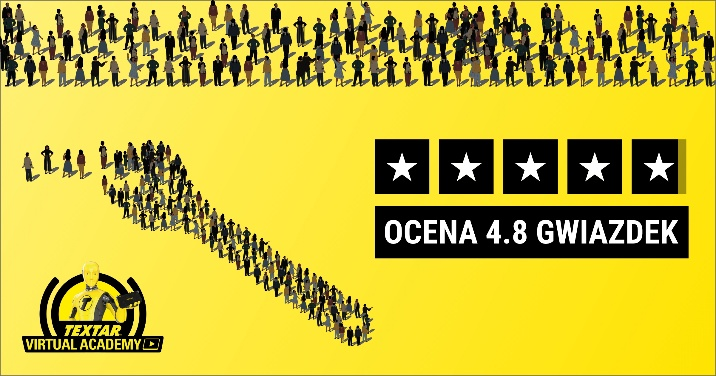 OCENA 4.8 GWIAZDEK
T
TEXTAR
VIRTUAL ACADEMY